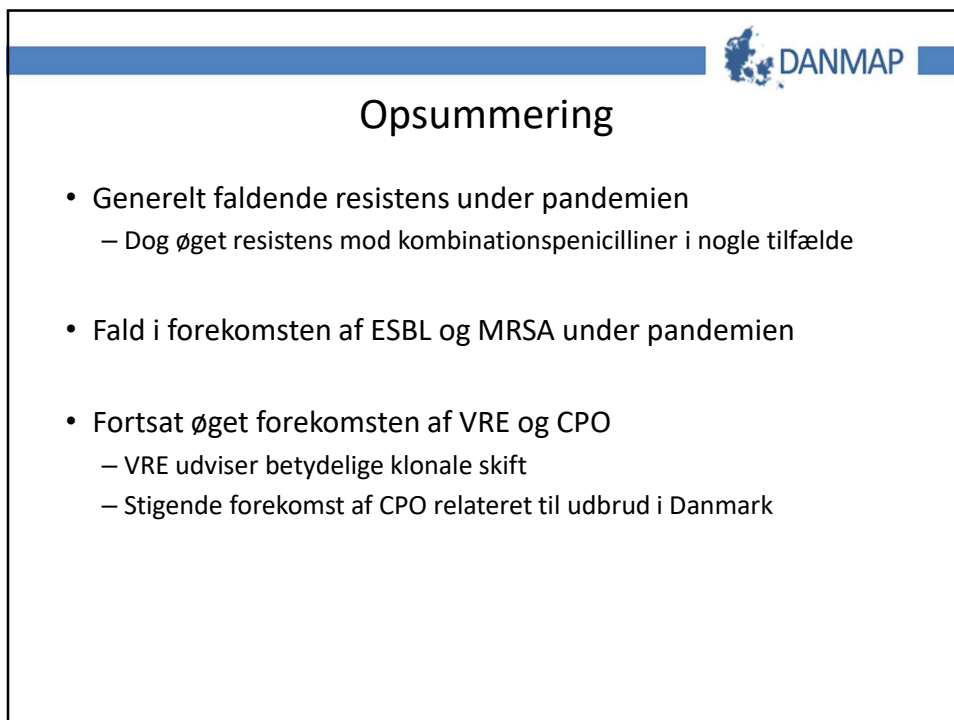 DANMAP
Opsummering
• Generelt faldende resistens under pandemien
– Dog øget resistens mod kombinationspenicilliner i nogle tilfælde
• Fald i forekomsten af ESBL og MRSA under pandemien
• Fortsat øget forekomsten af VRE og CPO
– VRE udviser betydelige klonale skift
– Stigende forekomst af CPO relateret til udbrud i Danmark